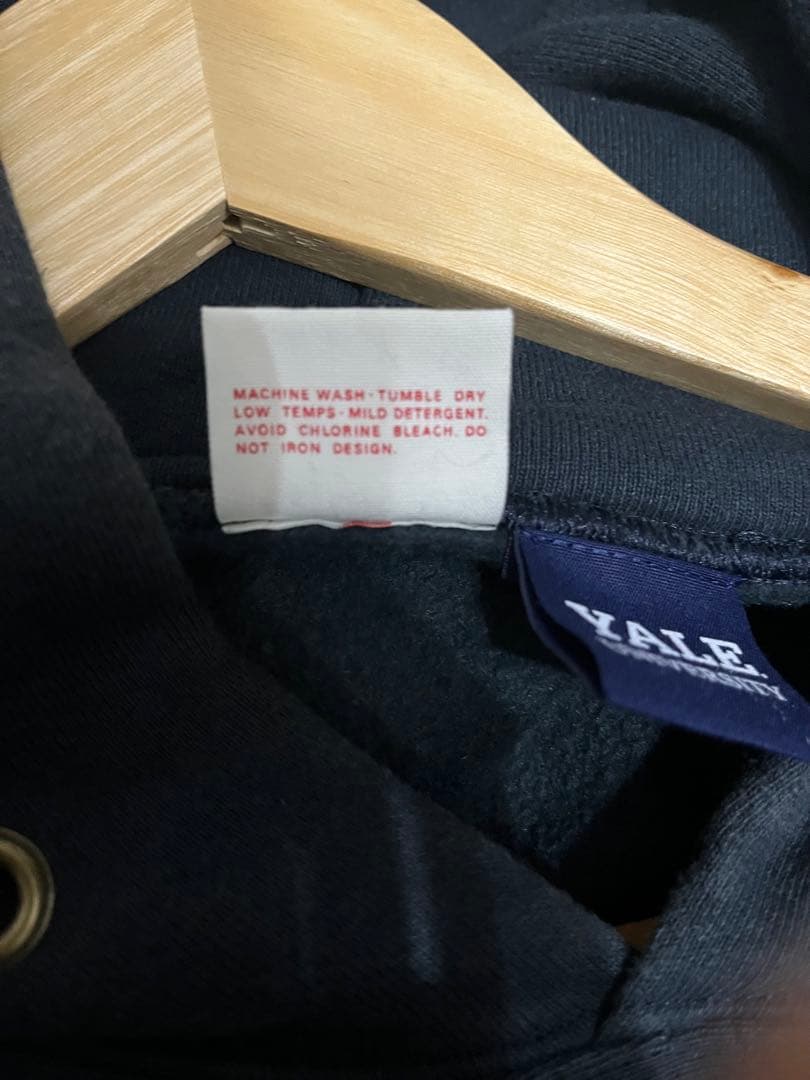 MACHINE WASH · TUMBLE DRY
LOW TEMPS · MILD DETERGENT.
AVOID CHLORINE BLEACH. DO
NOT IRON DESIGN.
YALE
UNIVERSITY